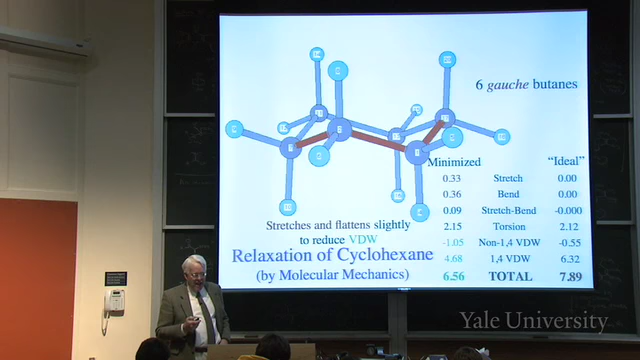 6 gauche butanes
Minimized "Ideal"
0.33 Stretch 0.00
0.36 Bend 0.00
0.09 Stretch-Bend -0.000
2.15 Torsion 2.12
-1.05 Non-1,4 VDW -0.55
4.68 1,4 VDW 6.32
6.56 TOTAL 7.89
Stretches and flattens slightly
to reduce VDW
Relaxation of Cyclohexane
(by Molecular Mechanics)
Yale University